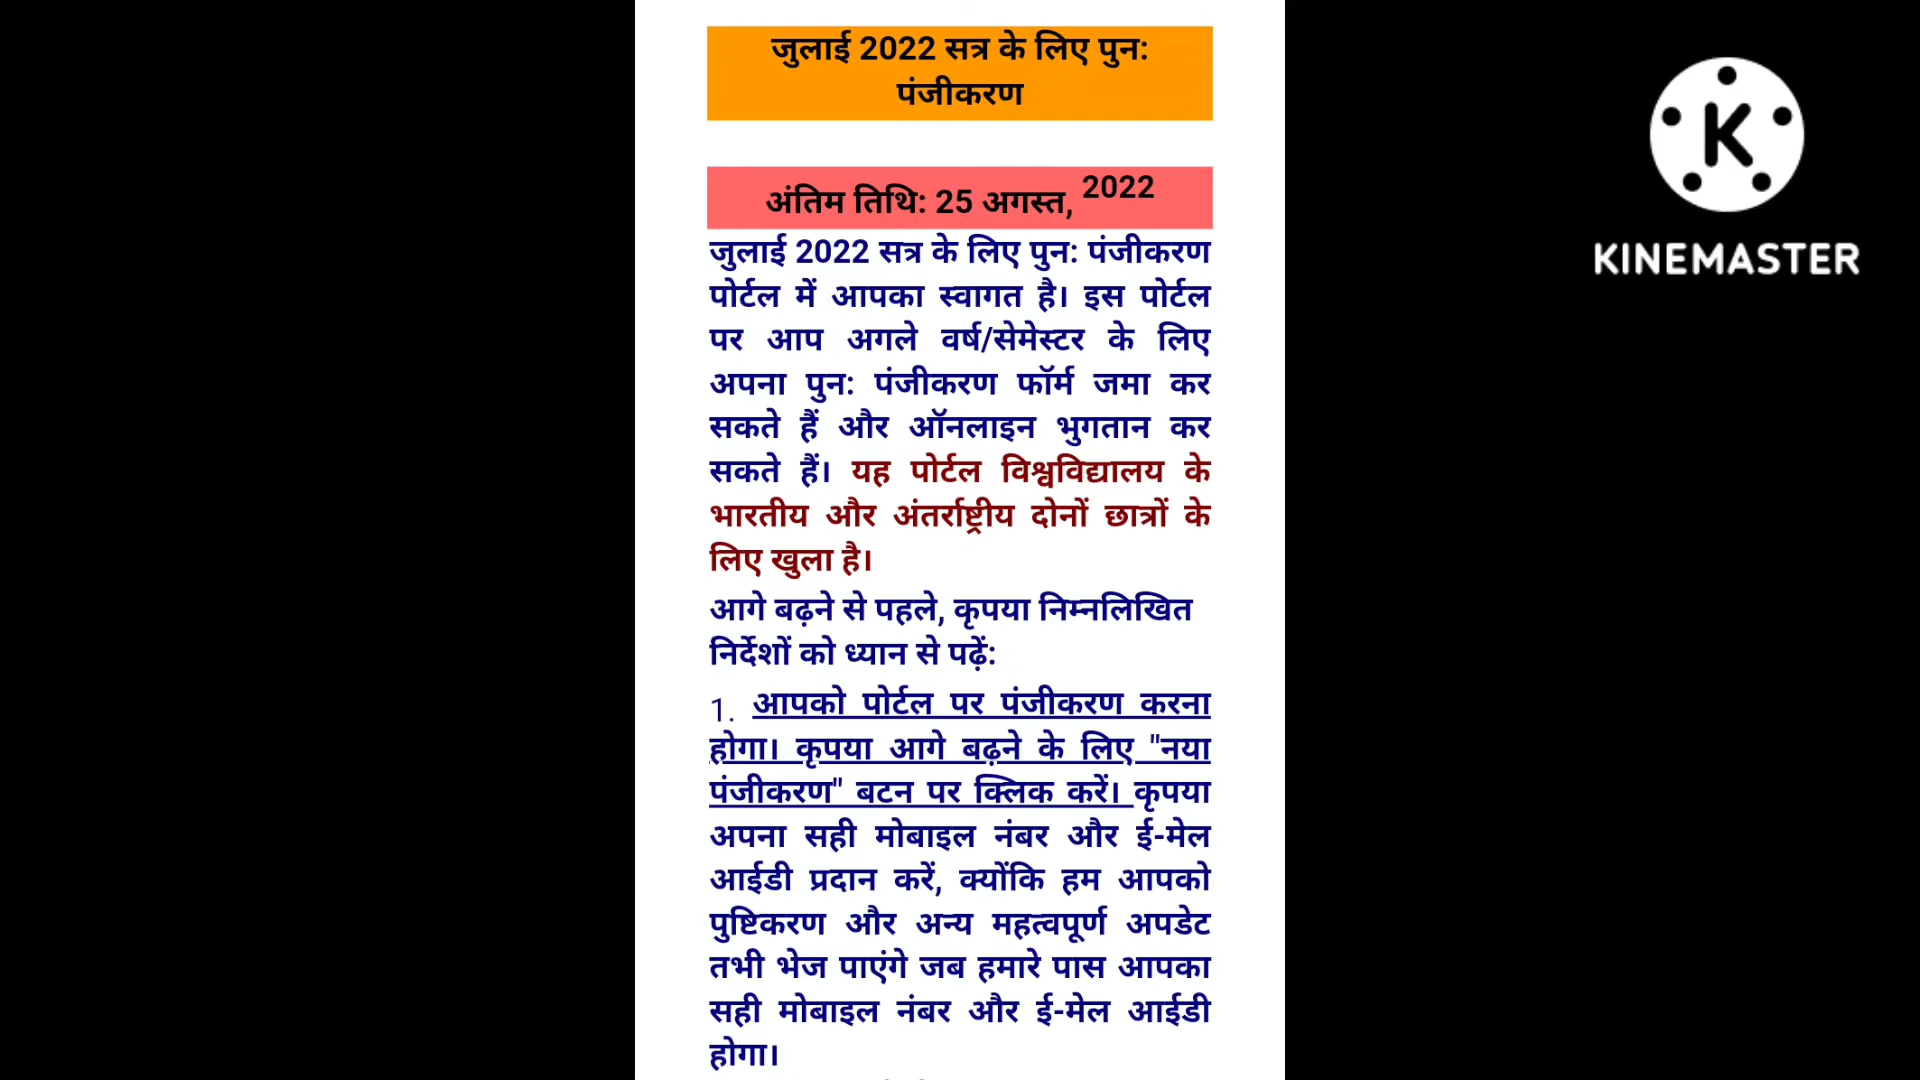 जुलाई 2022 सत्र के लिए पुन:
पंजीकरण
अंतिम तिथि: 25 अगस्त, 2022
जुलाई 2022 सत्र के लिए पुन: पंजीकरण
पोर्टल में आपका स्वागत है। इस पोर्टल
पर आप अगले वर्ष/सेमेस्टर के लिए
अपना पुन: पंजीकरण फॉर्म जमा कर
सकते हैं और ऑनलाइन भुगतान कर
सकते हैं। यह पोर्टल विश्वविद्यालय के
भारतीय और अंतर्राष्ट्रीय दोनों छात्रों के
लिए खुला है।
आगे बढ़ने से पहले, कृपया निम्नलिखित
निर्देशों को ध्यान से पढ़ें:
1. आपको पोर्टल पर पंजीकरण करना
होगा। कृपया आगे बढ़ने के लिए "नया
पंजीकरण" बटन पर क्लिक करें। कृपया
अपना सही मोबाइल नंबर और ई-मेल
आईडी प्रदान करें, क्योंकि हम आपको
पुष्टिकरण और अन्य महत्वपूर्ण अपडेट
तभी भेज पाएंगे जब हमारे पास आपका
सही मोबाइल नंबर और ई-मेल आईडी
होगा।
K
KINEMASTER